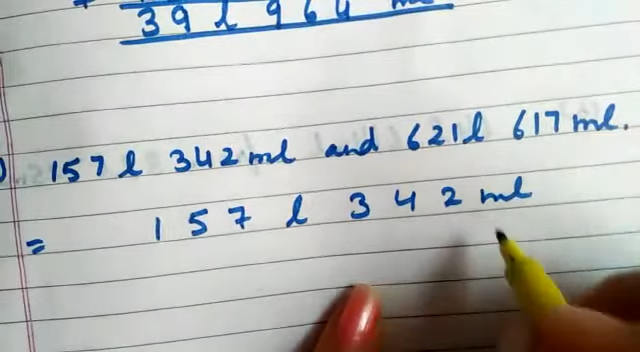 39 l 964 ml
) 157 l 342 ml and 621 l 617 ml.
= 157 l 342 ml